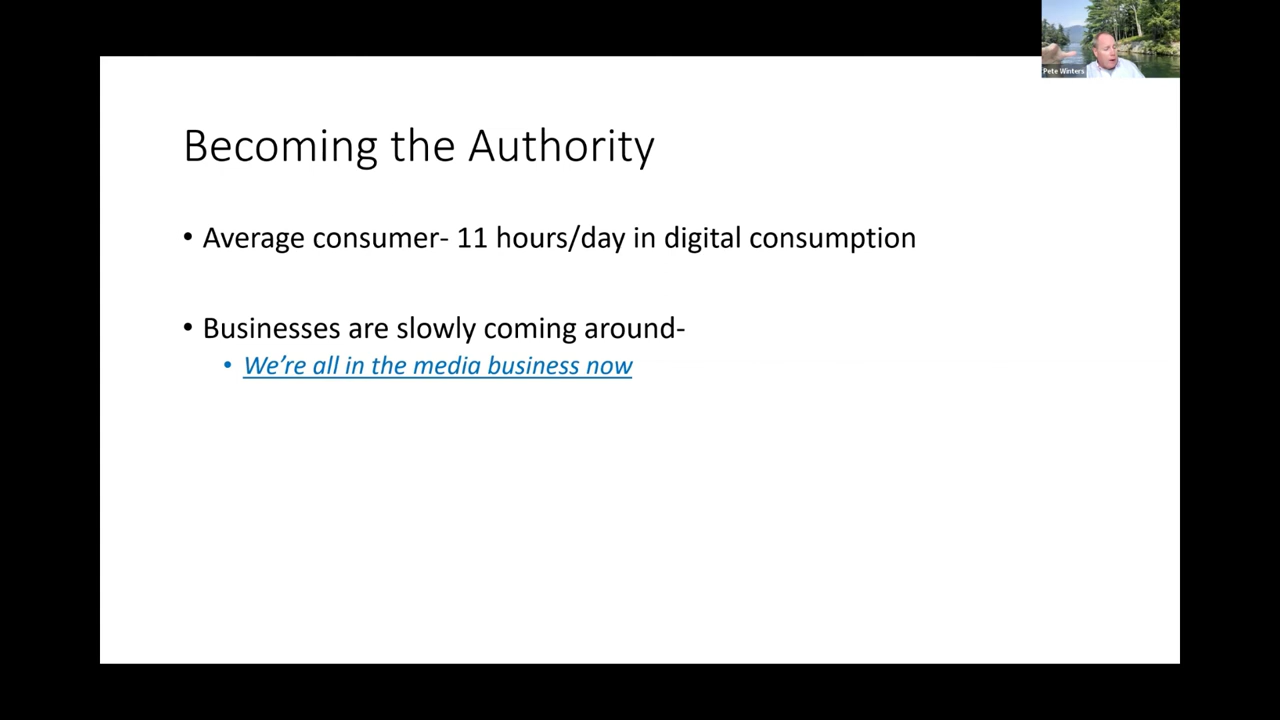 Pete Winters
Becoming the Authority
• Average consumer- 11 hours/day in digital consumption
• Businesses are slowly coming around-
• We’re all in the media business now